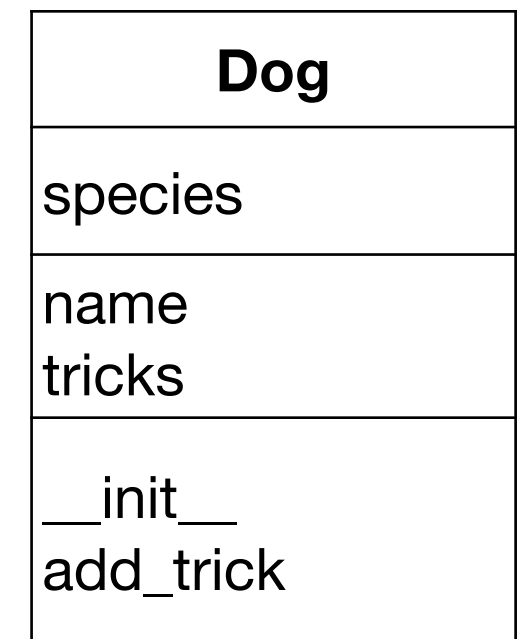 Dog
species
name
tricks
__init__
add_trick